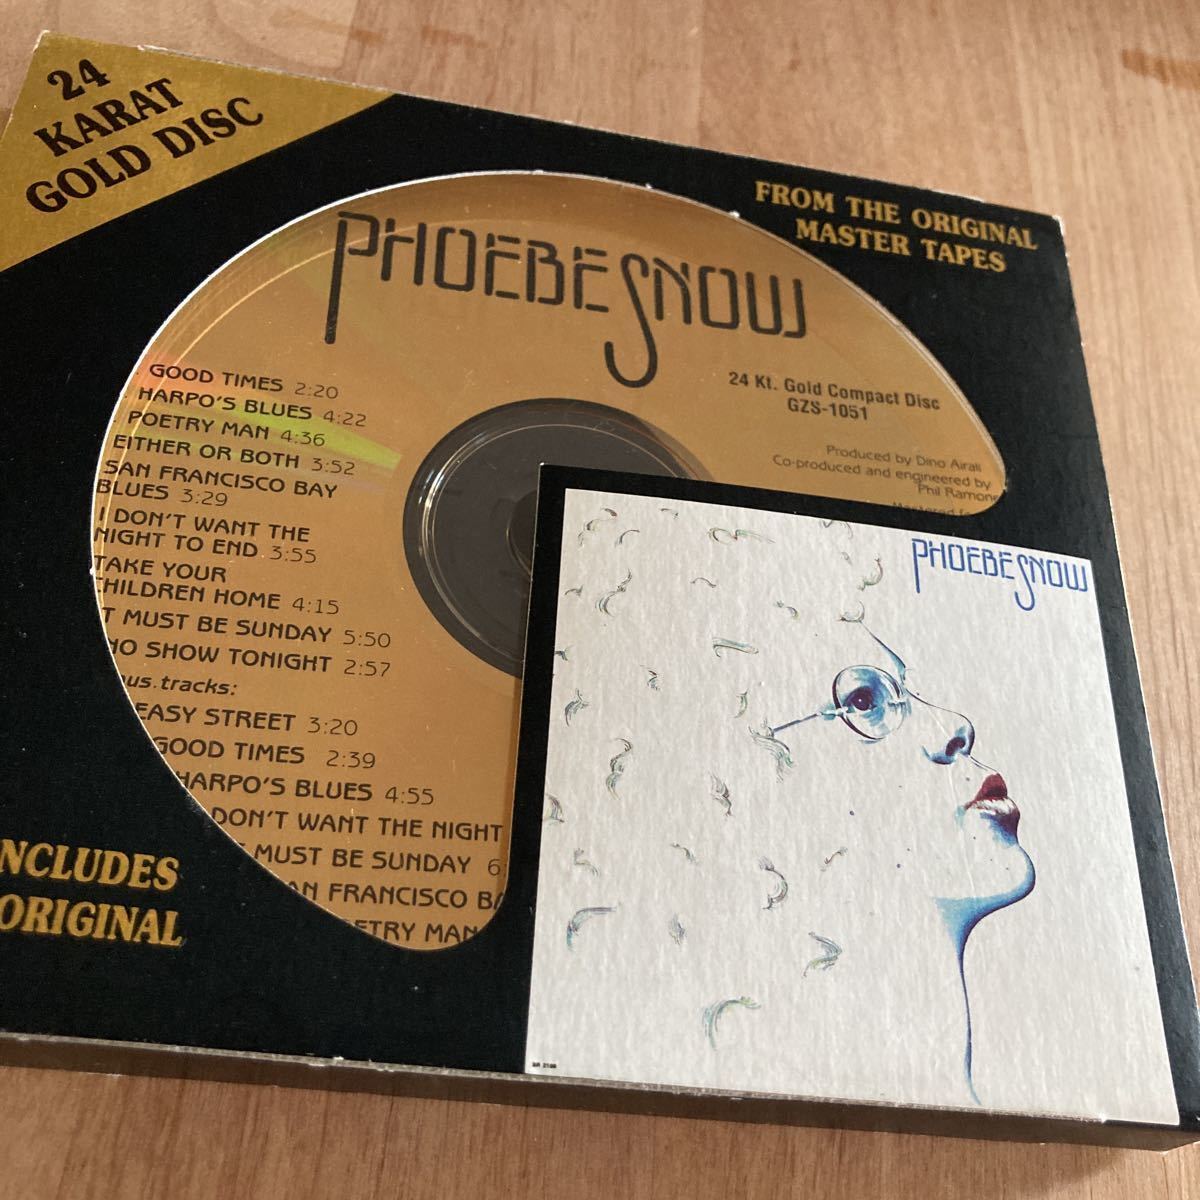 24
KARAT
GOLD DISC
FROM THE ORIGINAL
MASTER TAPES
PHOEBE SNOW
24 Kt. Gold Compact Disc
GZS-1051
Produced by Dino Airali
Co-produced and engineered by
Phil Ramone
GOOD TIMES 2:20
HARPO'S BLUES 4:22
POETRY MAN 4:36
EITHER OR BOTH 3:52
SAN FRANCISCO BAY
BLUES 3:29
I DON'T WANT THE
NIGHT TO END 3:55
TAKE YOUR
CHILDREN HOME 4:15
T MUST BE SUNDAY 5:50
NO SHOW TONIGHT 2:57
us tracks:
EASY STREET 3:20
GOOD TIMES 2:39
HARPO'S BLUES 4:55
DON'T WANT THE NIGHT
MUST BE SUNDAY 6
AN FRANCISCO BA
ETRY MAN
NCLUDES
ORIGINAL
PHOEBE SNOW